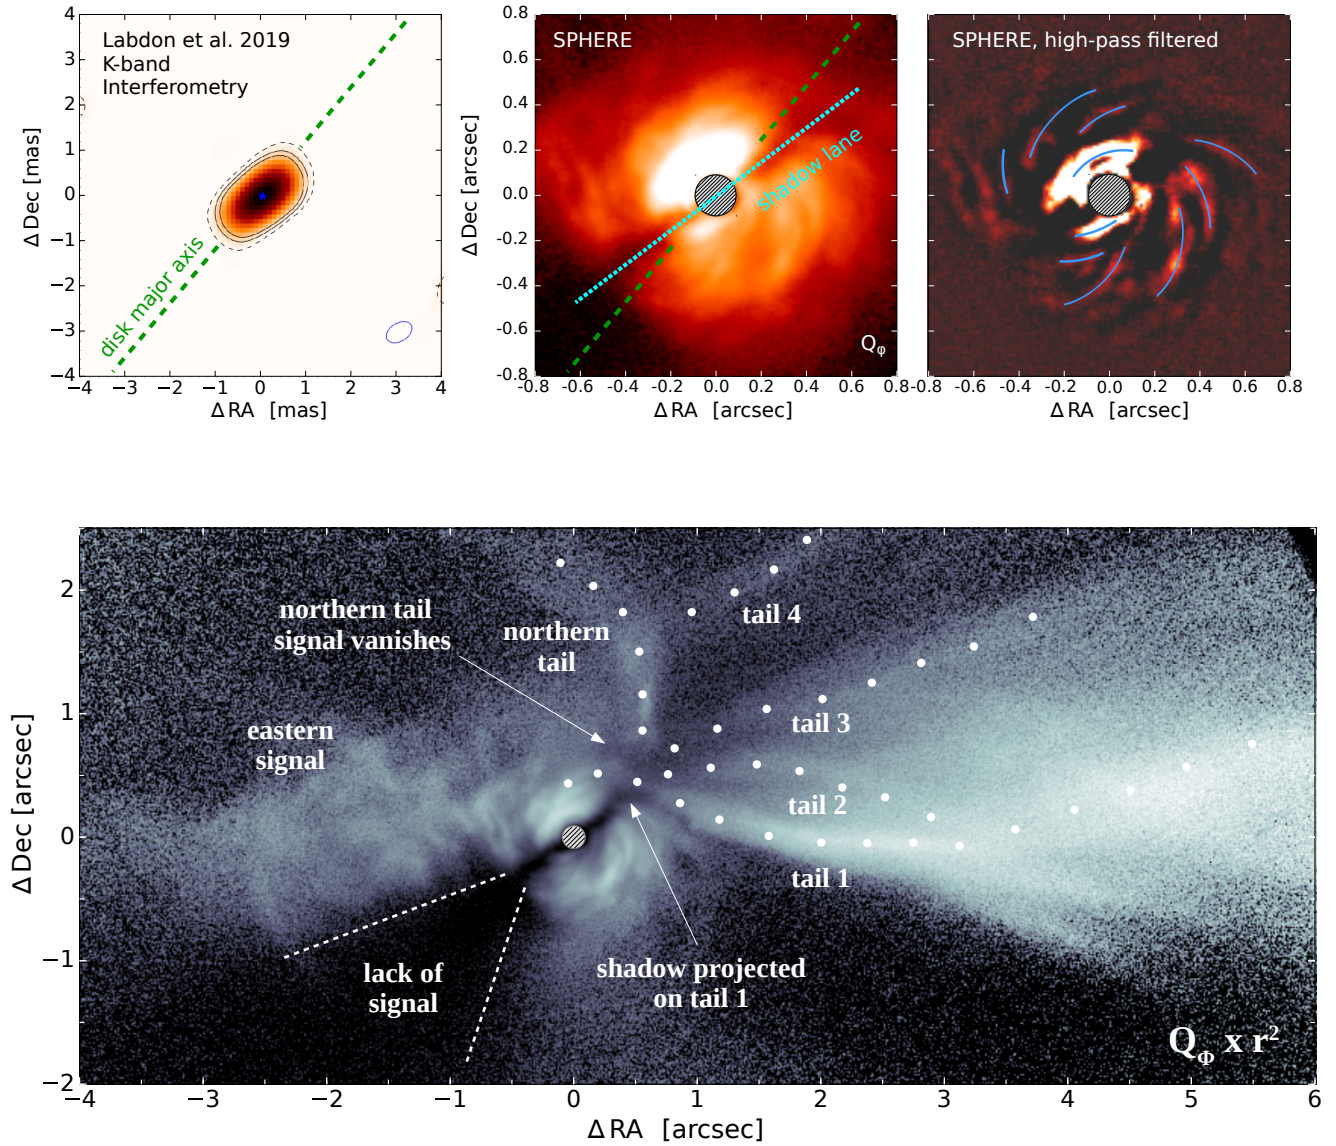 Labdon et al. 2019
K-band
Interferometry
disk major axis
4
3
2
1
0
−1
−2
−3
−4
−4
−3
−2
−1
0
1
2
3
4
Δ Dec [mas]
Δ RA [mas]
SPHERE
shadow lane
Qφ
0.8
0.6
0.4
0.2
0.0
-0.2
-0.4
-0.6
-0.8
-0.8
-0.6
-0.4
-0.2
0.0
0.2
0.4
0.6
0.8
Δ Dec [arcsec]
Δ RA [arcsec]
SPHERE, high-pass filtered
-0.8
-0.6
-0.4
-0.2
0.0
0.2
0.4
0.6
0.8
Δ RA [arcsec]
northern tail
signal vanishes
northern
tail
tail 4
eastern
signal
tail 3
tail 2
tail 1
lack of
signal
shadow projected
on tail 1
QΦ x r²
2
1
0
−1
−2
−4
−3
−2
−1
0
1
2
3
4
5
6
Δ Dec [arcsec]
Δ RA [arcsec]